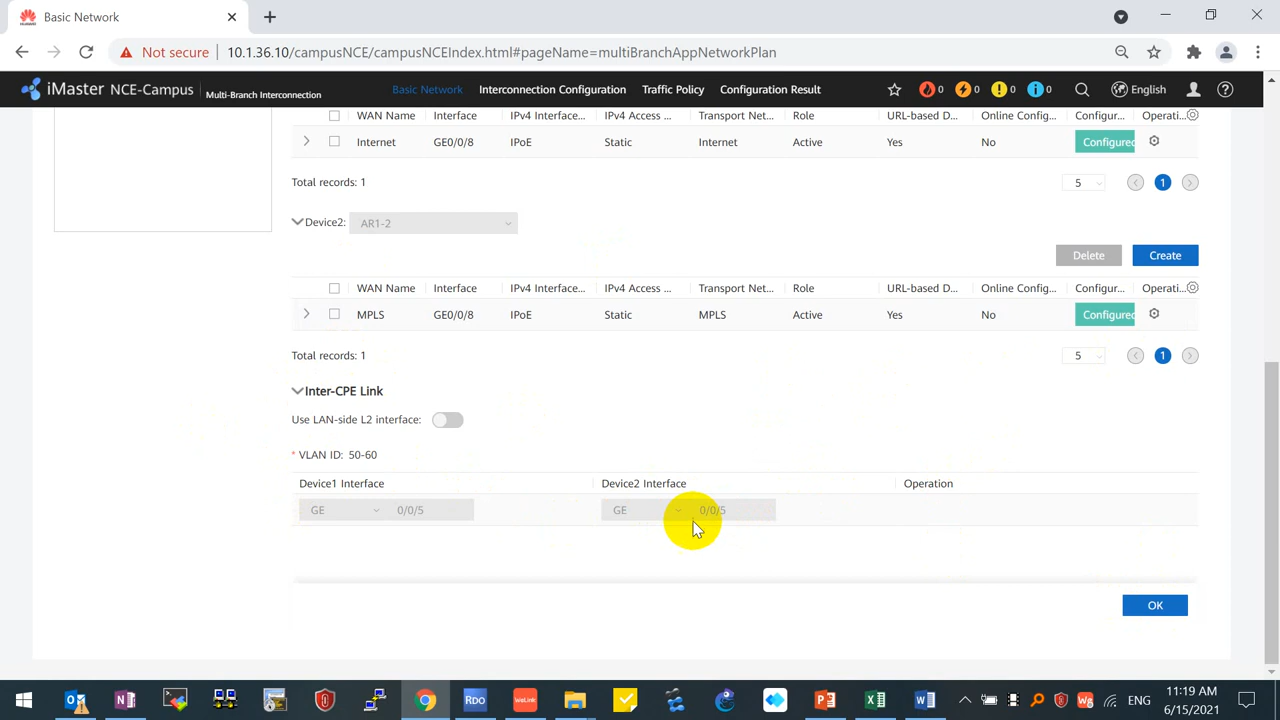 Basic Network
Not secure 10.1.36.10/campusNCE/campusNCEIndex.html#pageName=multiBranchAppNetworkPlan
iMaster NCE-Campus Multi-Branch Interconnection Basic Network Interconnection Configuration Traffic Policy Configuration Result 0 0 0 0 English
WAN Name Interface IPv4 Interface... IPv4 Access ... Transport Net... Role URL-based D... Online Config... Configur... Operati...
Internet GE0/0/8 IPoE Static Internet Active Yes No Configured
Total records: 1 5 1
Device2: AR1-2
Delete Create
WAN Name Interface IPv4 Interface... IPv4 Access ... Transport Net... Role URL-based D... Online Config... Configur... Operati...
MPLS GE0/0/8 IPoE Static MPLS Active Yes No Configured
Total records: 1 5 1
Inter-CPE Link
Use LAN-side L2 interface:
* VLAN ID: 50-60
Device1 Interface Device2 Interface Operation
GE 0/0/5 GE 0/0/5
OK
RDO WeLink ENG 11:19 AM
6/15/2021